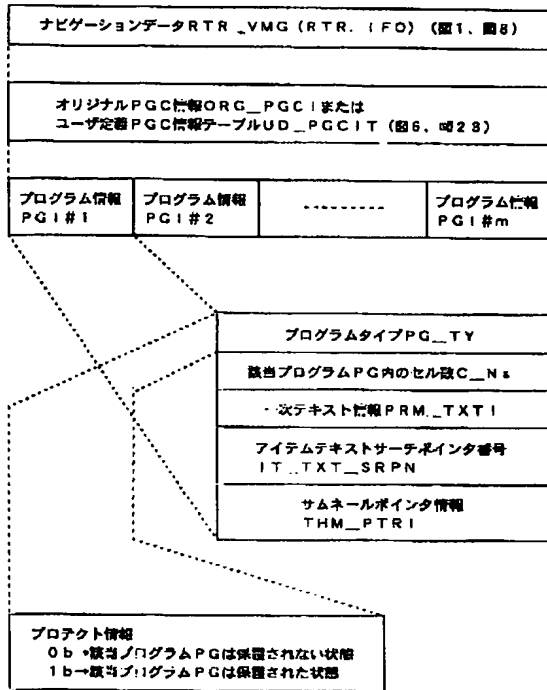 ナビゲーションデータRTR_VMG (RTR. IFO) (図1、図8)
オリジナルPGC情報ORG_PGCIまたは
ユーザ定義PGC情報テーブルUD_PGCIT (図6、図28)
プログラム情報
PGI#1
プログラム情報
PGI#2
---------
プログラム情報
PGI#m
プログラムタイプPG_TY
該当プログラムPG内のセル数C_Ns
一次テキスト情報PRM_TXTI
アイテムテキストサーチポインタ番号
IT_TXT_SRPN
サムネールポインタ情報
THM_PTRI
プロテクト情報
0b→該当プログラムPGは保護されない状態
1b→該当プログラムPGは保護された状態